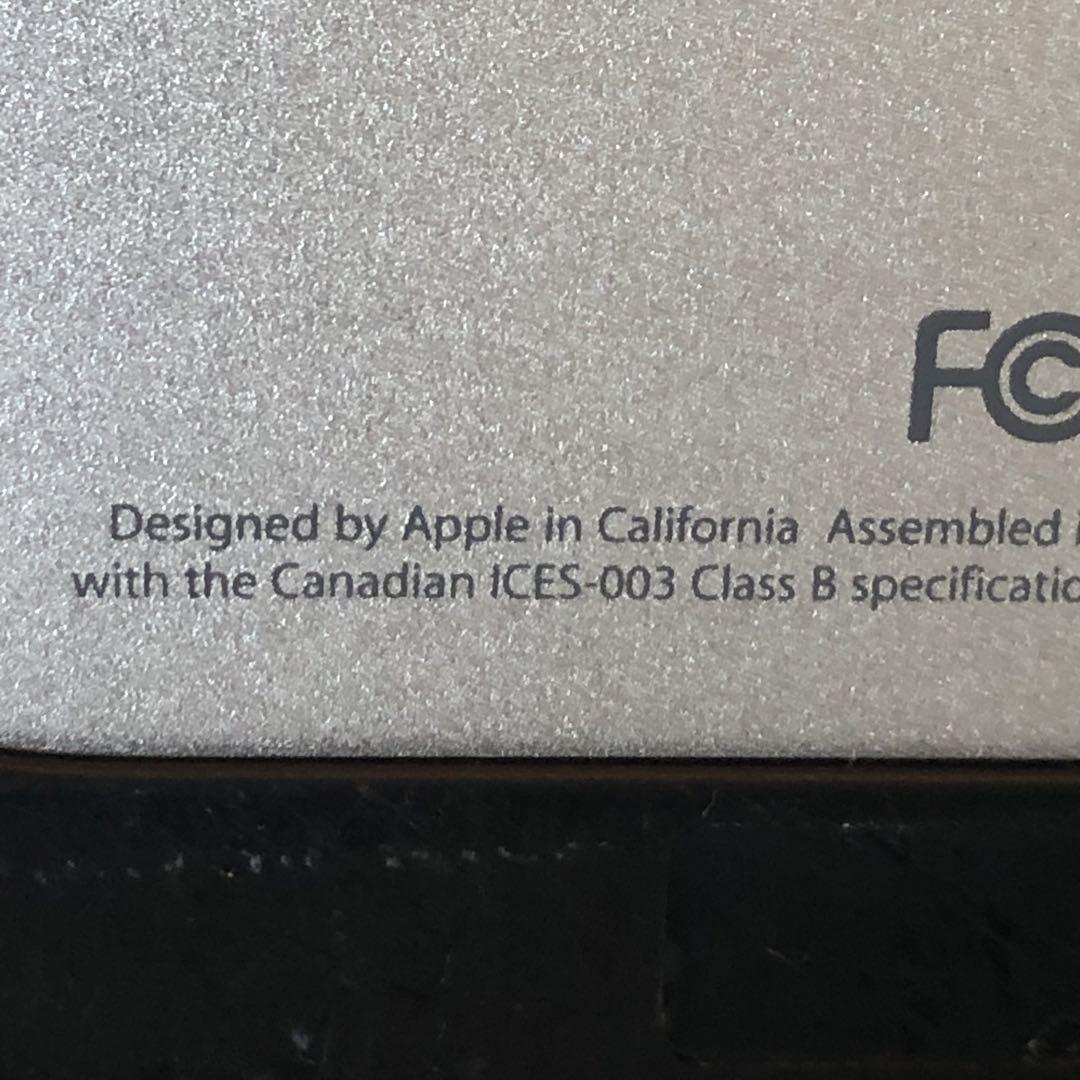 FC
Designed by Apple in California Assembled
with the Canadian ICES-003 Class B